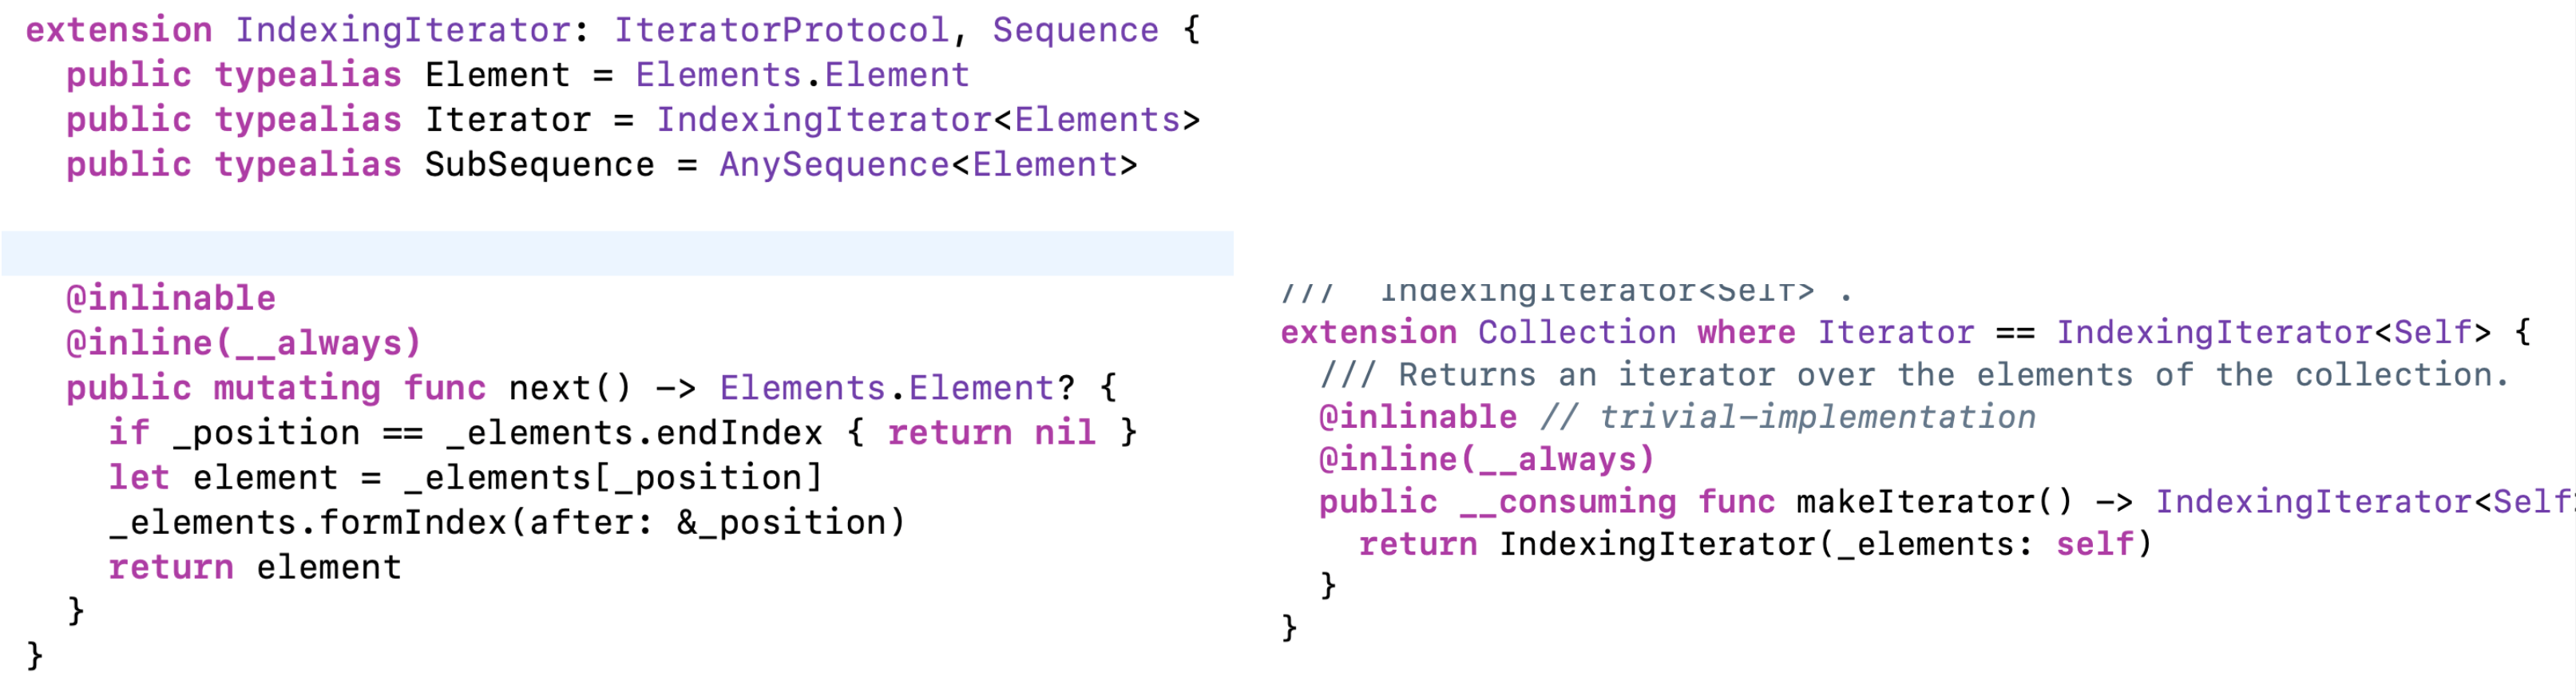 extension IndexingIterator: IteratorProtocol, Sequence {
  public typealias Element = Elements.Element
  public typealias Iterator = IndexingIterator<Elements>
  public typealias SubSequence = AnySequence<Element>
  @inlinable
  @inline(__always)
  public mutating func next() -> Elements.Element? {
    if _position == _elements.endIndex { return nil }
    let element = _elements[_position]
    _elements.formIndex(after: &_position)
    return element
  }
}
/// IndexingIterator<Self> .
extension Collection where Iterator == IndexingIterator<Self> {
  /// Returns an iterator over the elements of the collection.
  @inlinable // trivial-implementation
  @inline(__always)
  public __consuming func makeIterator() -> IndexingIterator<Self
    return IndexingIterator(_elements: self)
  }
}